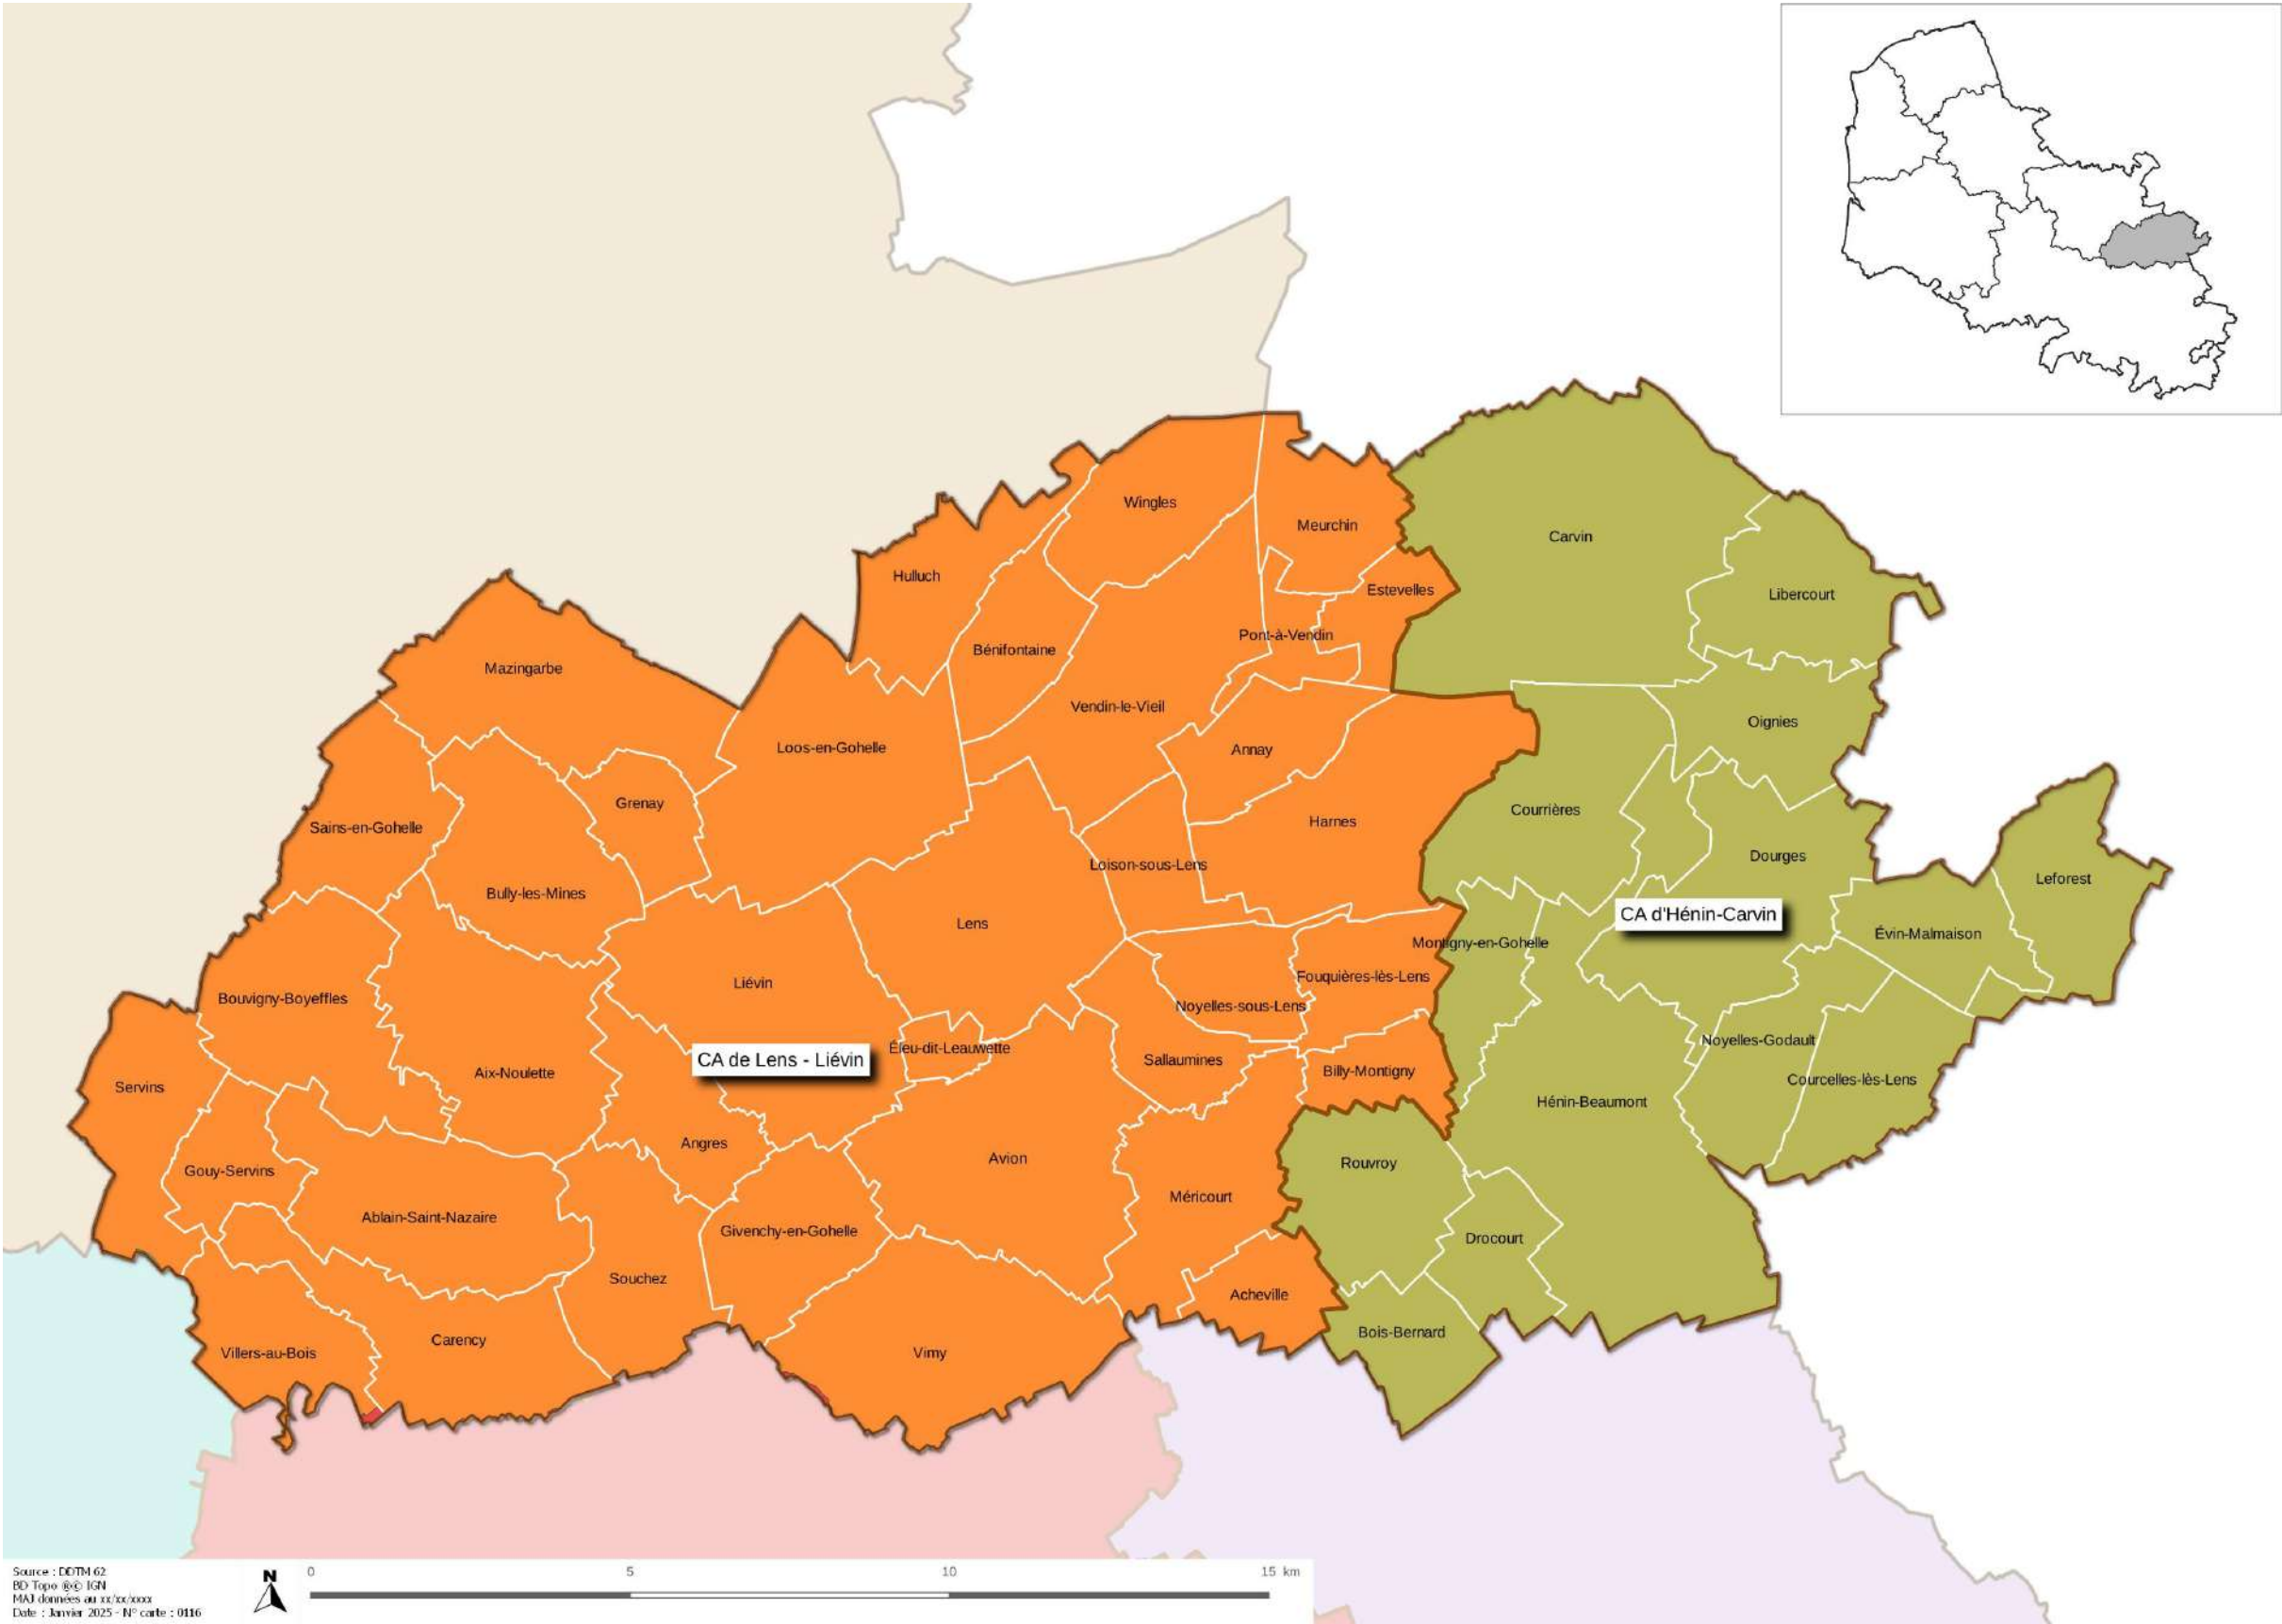 Wingles
Meurchin
Carvin
Hulluch
Estevelles
Libercourt
Pont-à-Vendin
Bénifontaine
Mazingarbe
Vendin-le-Vieil
Oignies
Loos-en-Gohelle
Annay
Grenay
Courrières
Harnes
Sains-en-Gohelle
Dourges
Loison-sous-Lens
Leforest
Bully-les-Mines
CA d'Hénin-Carvin
Lens
Évin-Malmaison
Montigny-en-Gohelle
Fouquières-lès-Lens
Liévin
Bouvigny-Boyeffles
Noyelles-sous-Lens
Noyelles-Godault
Éleu-dit-Leauwette
CA de Lens - Liévin
Sallaumines
Billy-Montigny
Aix-Noulette
Courcelles-lès-Lens
Servins
Hénin-Beaumont
Angres
Avion
Rouvroy
Gouy-Servins
Méricourt
Ablain-Saint-Nazaire
Givenchy-en-Gohelle
Drocourt
Souchez
Acheville
Bois-Bernard
Carency
Villers-au-Bois
Vimy
Source : DDTM 62
BD Topo ®© IGN
MAJ données au xx/xx/xxxx
Date : Janvier 2025 - N° carte : 0116
N
0 5 10 15 km